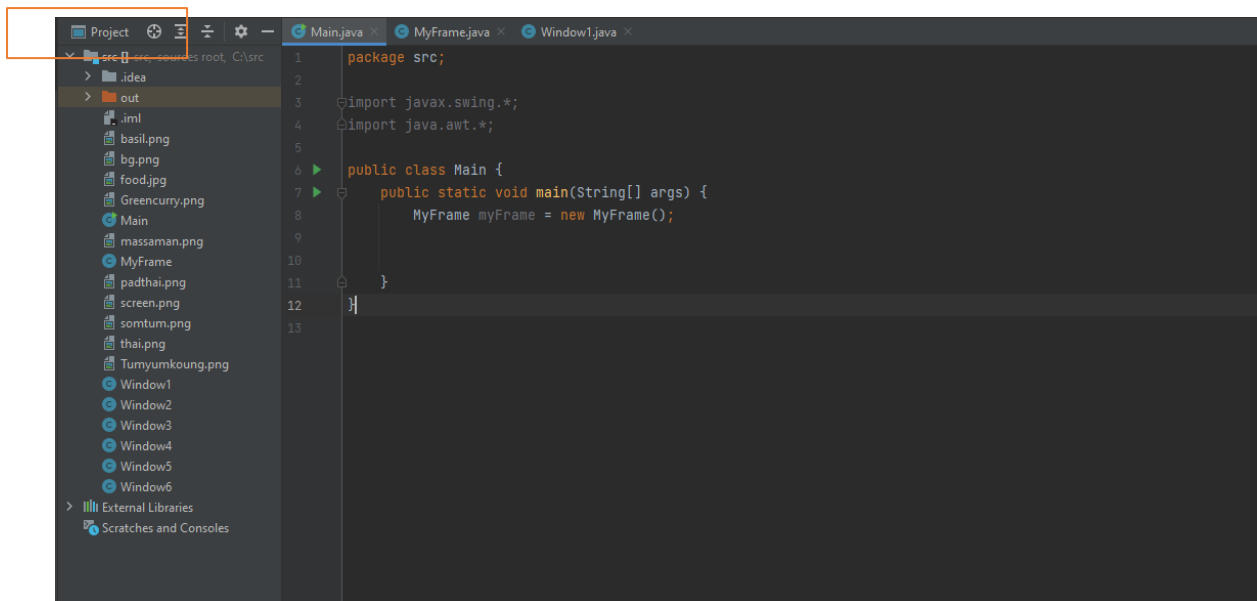 Project
Main.java
MyFrame.java
Window1.java
src [] src, sources root, C:\src
.idea
out
.iml
basil.png
bg.png
food.jpg
Greencurry.png
Main
massaman.png
MyFrame
padthai.png
screen.png
somtum.png
thai.png
Tumyumkoung.png
Window1
Window2
Window3
Window4
Window5
Window6
External Libraries
Scratches and Consoles
1 package src;
2
3 import javax.swing.*;
4 import java.awt.*;
5
6 public class Main {
7 public static void main(String[] args) {
8 MyFrame myFrame = new MyFrame();
9
10
11 }
12 }
13